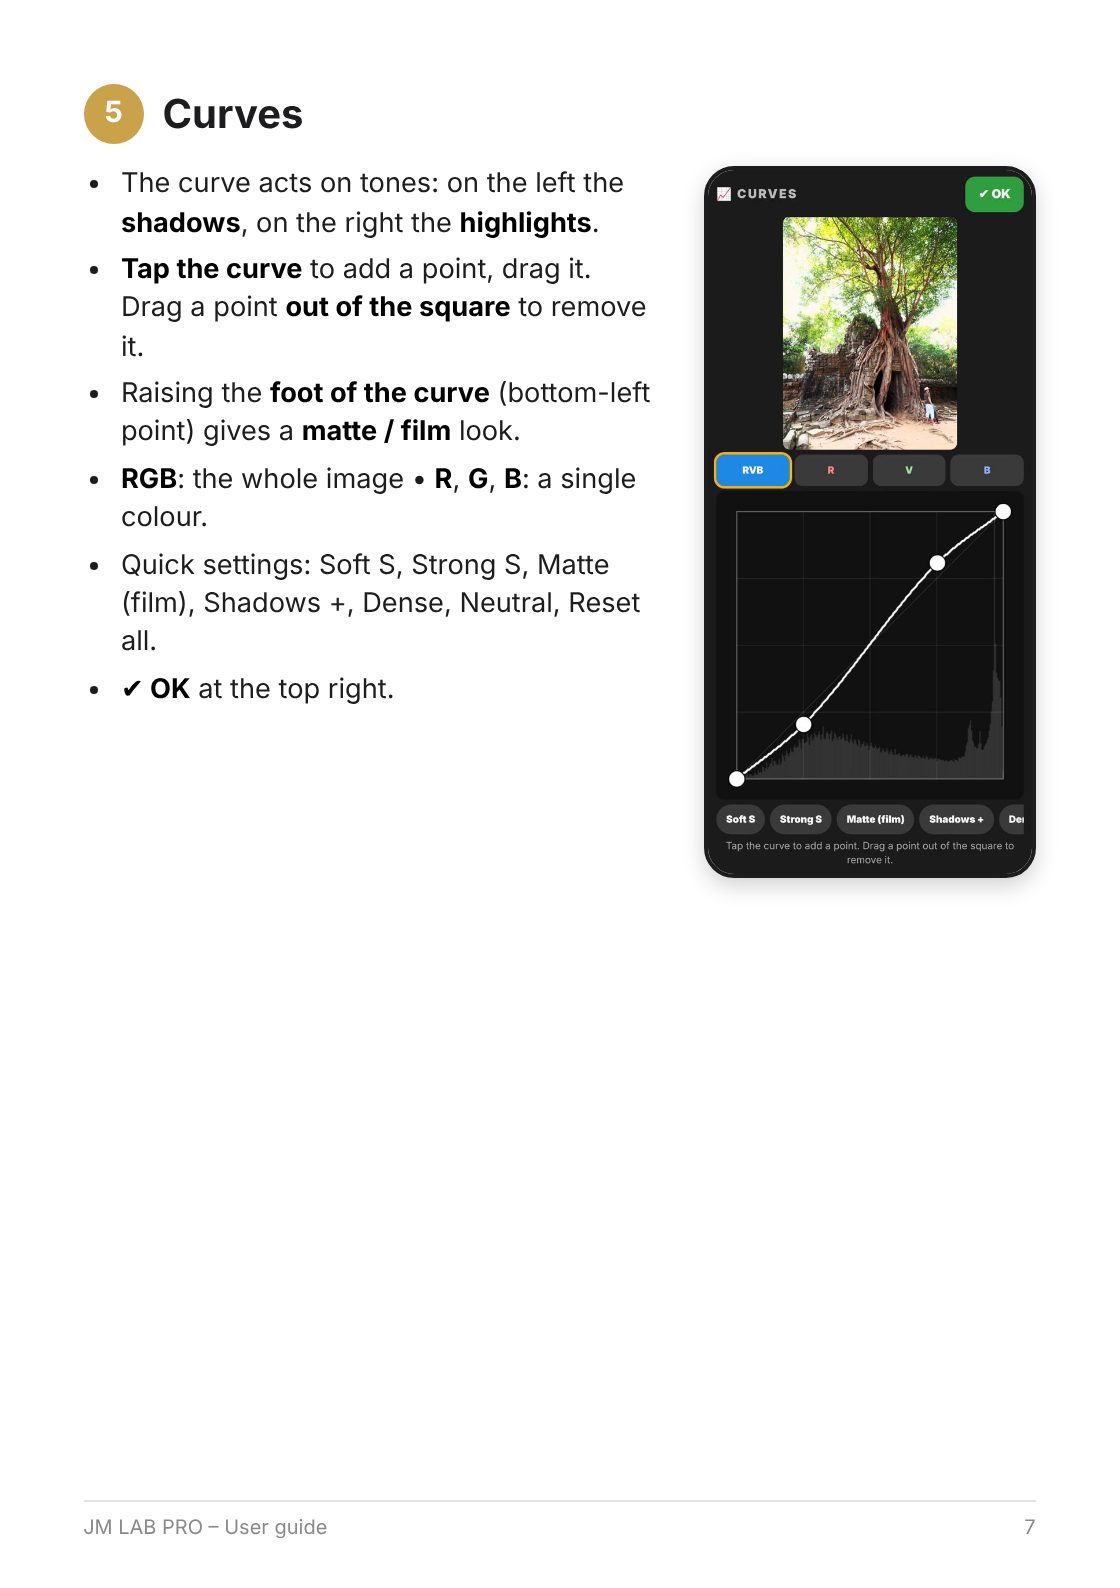 5 Curves
• The curve acts on tones: on the left the
shadows, on the right the highlights.
• Tap the curve to add a point, drag it.
Drag a point out of the square to remove
it.
• Raising the foot of the curve (bottom-left
point) gives a matte / film look.
• RGB: the whole image • R, G, B: a single
colour.
• Quick settings: Soft S, Strong S, Matte
(film), Shadows +, Dense, Neutral, Reset
all.
• ✔ OK at the top right.
📈 CURVES ✔ OK
RVB R V B
Soft S Strong S Matte (film) Shadows +
Tap the curve to add a point. Drag a point out of the square to
remove it.
JM LAB PRO – User guide 7